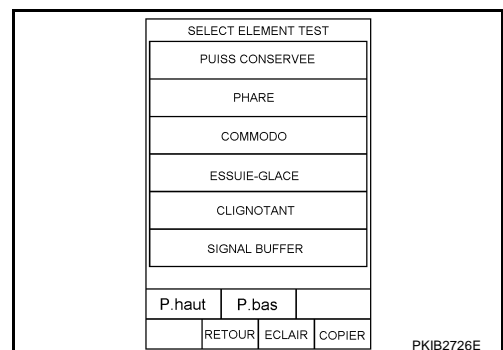 SELECT ELEMENT TEST
PUISS CONSERVEE
PHARE
COMMODO
ESSUIE-GLACE
CLIGNOTANT
SIGNAL BUFFER
P.haut P.bas
RETOUR ECLAIR COPIER
PKIB2726E